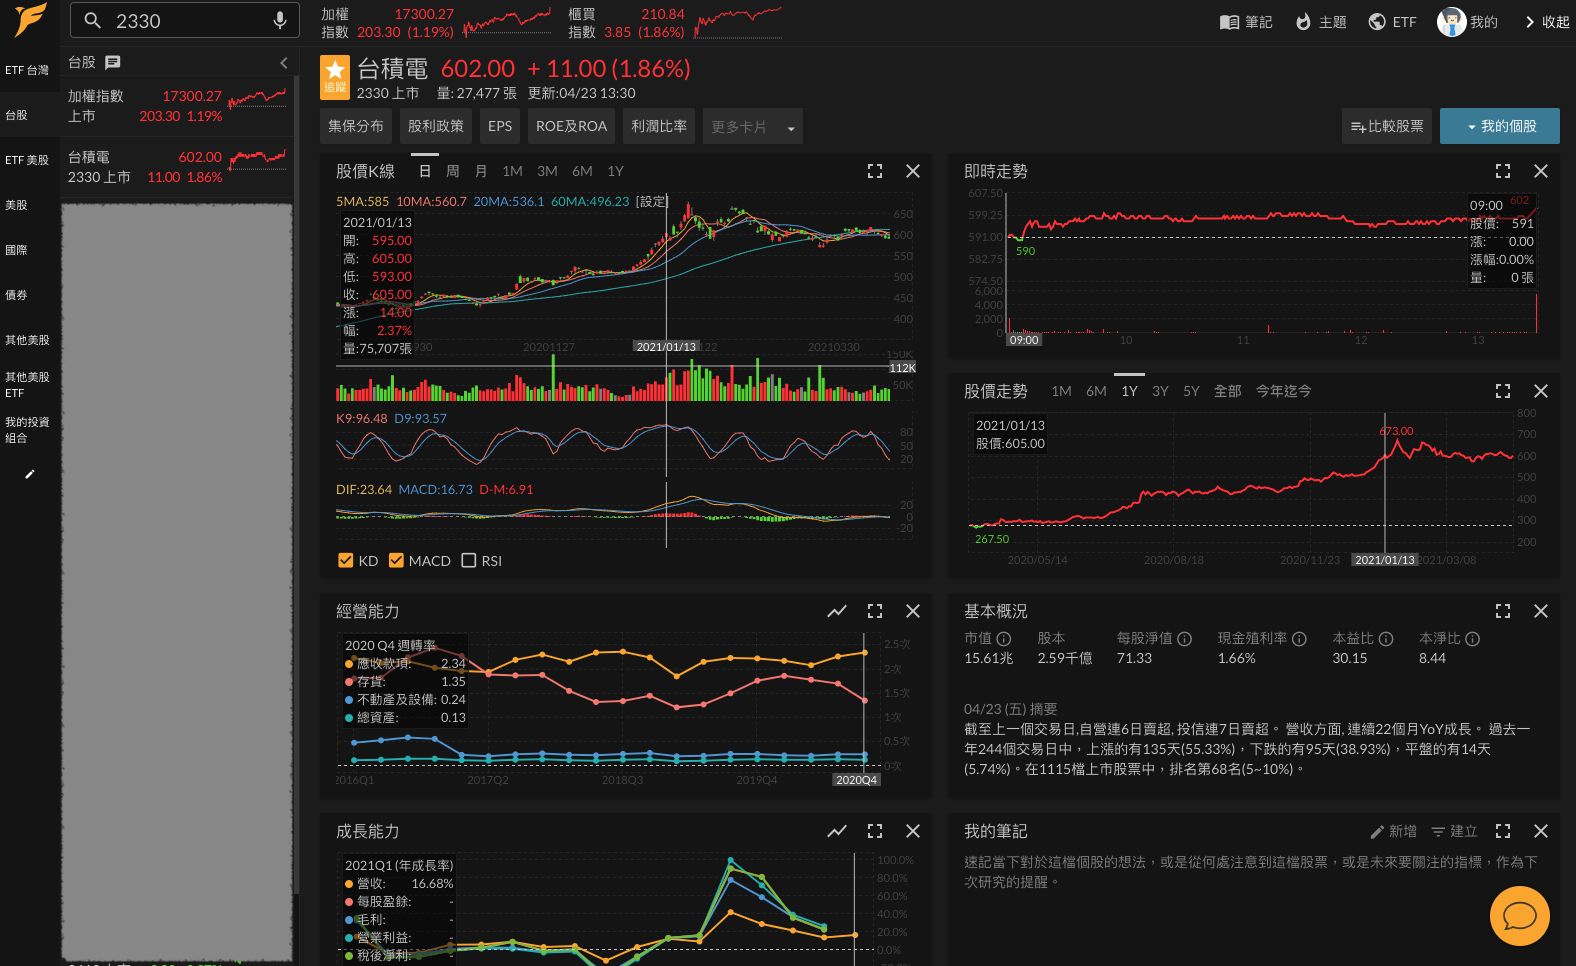 2330
加權
指數
17300.27
203.30 (1.19%)
櫃買
指數
210.84
3.85 (1.86%)
筆記
主題
ETF
我的
收起
ETF 台灣
台股
ETF 美股
美股
國際
債券
其他美股
其他美股
ETF
我的投資
組合
台股
加權指數 17300.27
上市 203.30 1.19%
台積電 602.00
2330 上市 11.00 1.86%
追蹤
台積電 602.00 + 11.00 (1.86%)
2330 上市 量: 27,477 張 更新:04/23 13:30
集保分布 股利政策 EPS ROE及ROA 利潤比率 更多卡片
比較股票 我的個股
股價K線 日 周 月 1M 3M 6M 1Y
5MA:585 10MA:560.7 20MA:536.1 60MA:496.23 [設定]
2021/01/13
開: 595.00
高: 605.00
低: 593.00
收: 605.00
漲: 14.00
幅: 2.37%
量:75,707張
650
600
550
500
450
400
930 20201127 2021/01/13 122 20210330
150K
112K
50K
K9:96.48 D9:93.57
80
50
20
DIF:23.64 MACD:16.73 D-M:6.91
20
0
-20
KD MACD RSI
即時走勢
607.50
599.25
591.00
582.75
574.50
6,000
4,000
2,000
0
590
602
09:00
股價: 591
漲: 0.00
漲幅:0.00%
量: 0 張
09:00 10 11 12 13
股價走勢 1M 6M 1Y 3Y 5Y 全部 今年迄今
2021/01/13
股價:605.00
673.00
267.50
800
700
600
500
400
300
200
2020/05/14 2020/08/18 2020/11/23 2021/01/13 2021/03/08
經營能力
2020 Q4 週轉率
應收款項: 2.34
存貨: 1.35
不動產及設備: 0.24
總資產: 0.13
2.5次
2次
1.5次
1次
0.5次
0次
2016Q1 2017Q2 2018Q3 2019Q4 2020Q4
基本概況
市值 股本 每股淨值 現金殖利率 本益比 本淨比
15.61兆 2.59千億 71.33 1.66% 30.15 8.44
04/23 (五) 摘要
截至上一個交易日,自營連6日賣超, 投信連7日賣超。 營收方面, 連續22個月YoY成長。 過去一
年244個交易日中，上漲的有135天(55.33%)，下跌的有95天(38.93%)，平盤的有14天
(5.74%)。在1115檔上市股票中，排名第68名(5~10%)。
成長能力
2021Q1 (年成長率)
營收: 16.68%
每股盈餘: -
毛利: -
營業利益: -
稅後淨利: -
100.0%
80.0%
60.0%
40.0%
20.0%
0.0%
我的筆記 新增 建立
速記當下對於這檔個股的想法，或是從何處注意到這檔股票，或是未來要關注的指標，作為下
次研究的提醒。